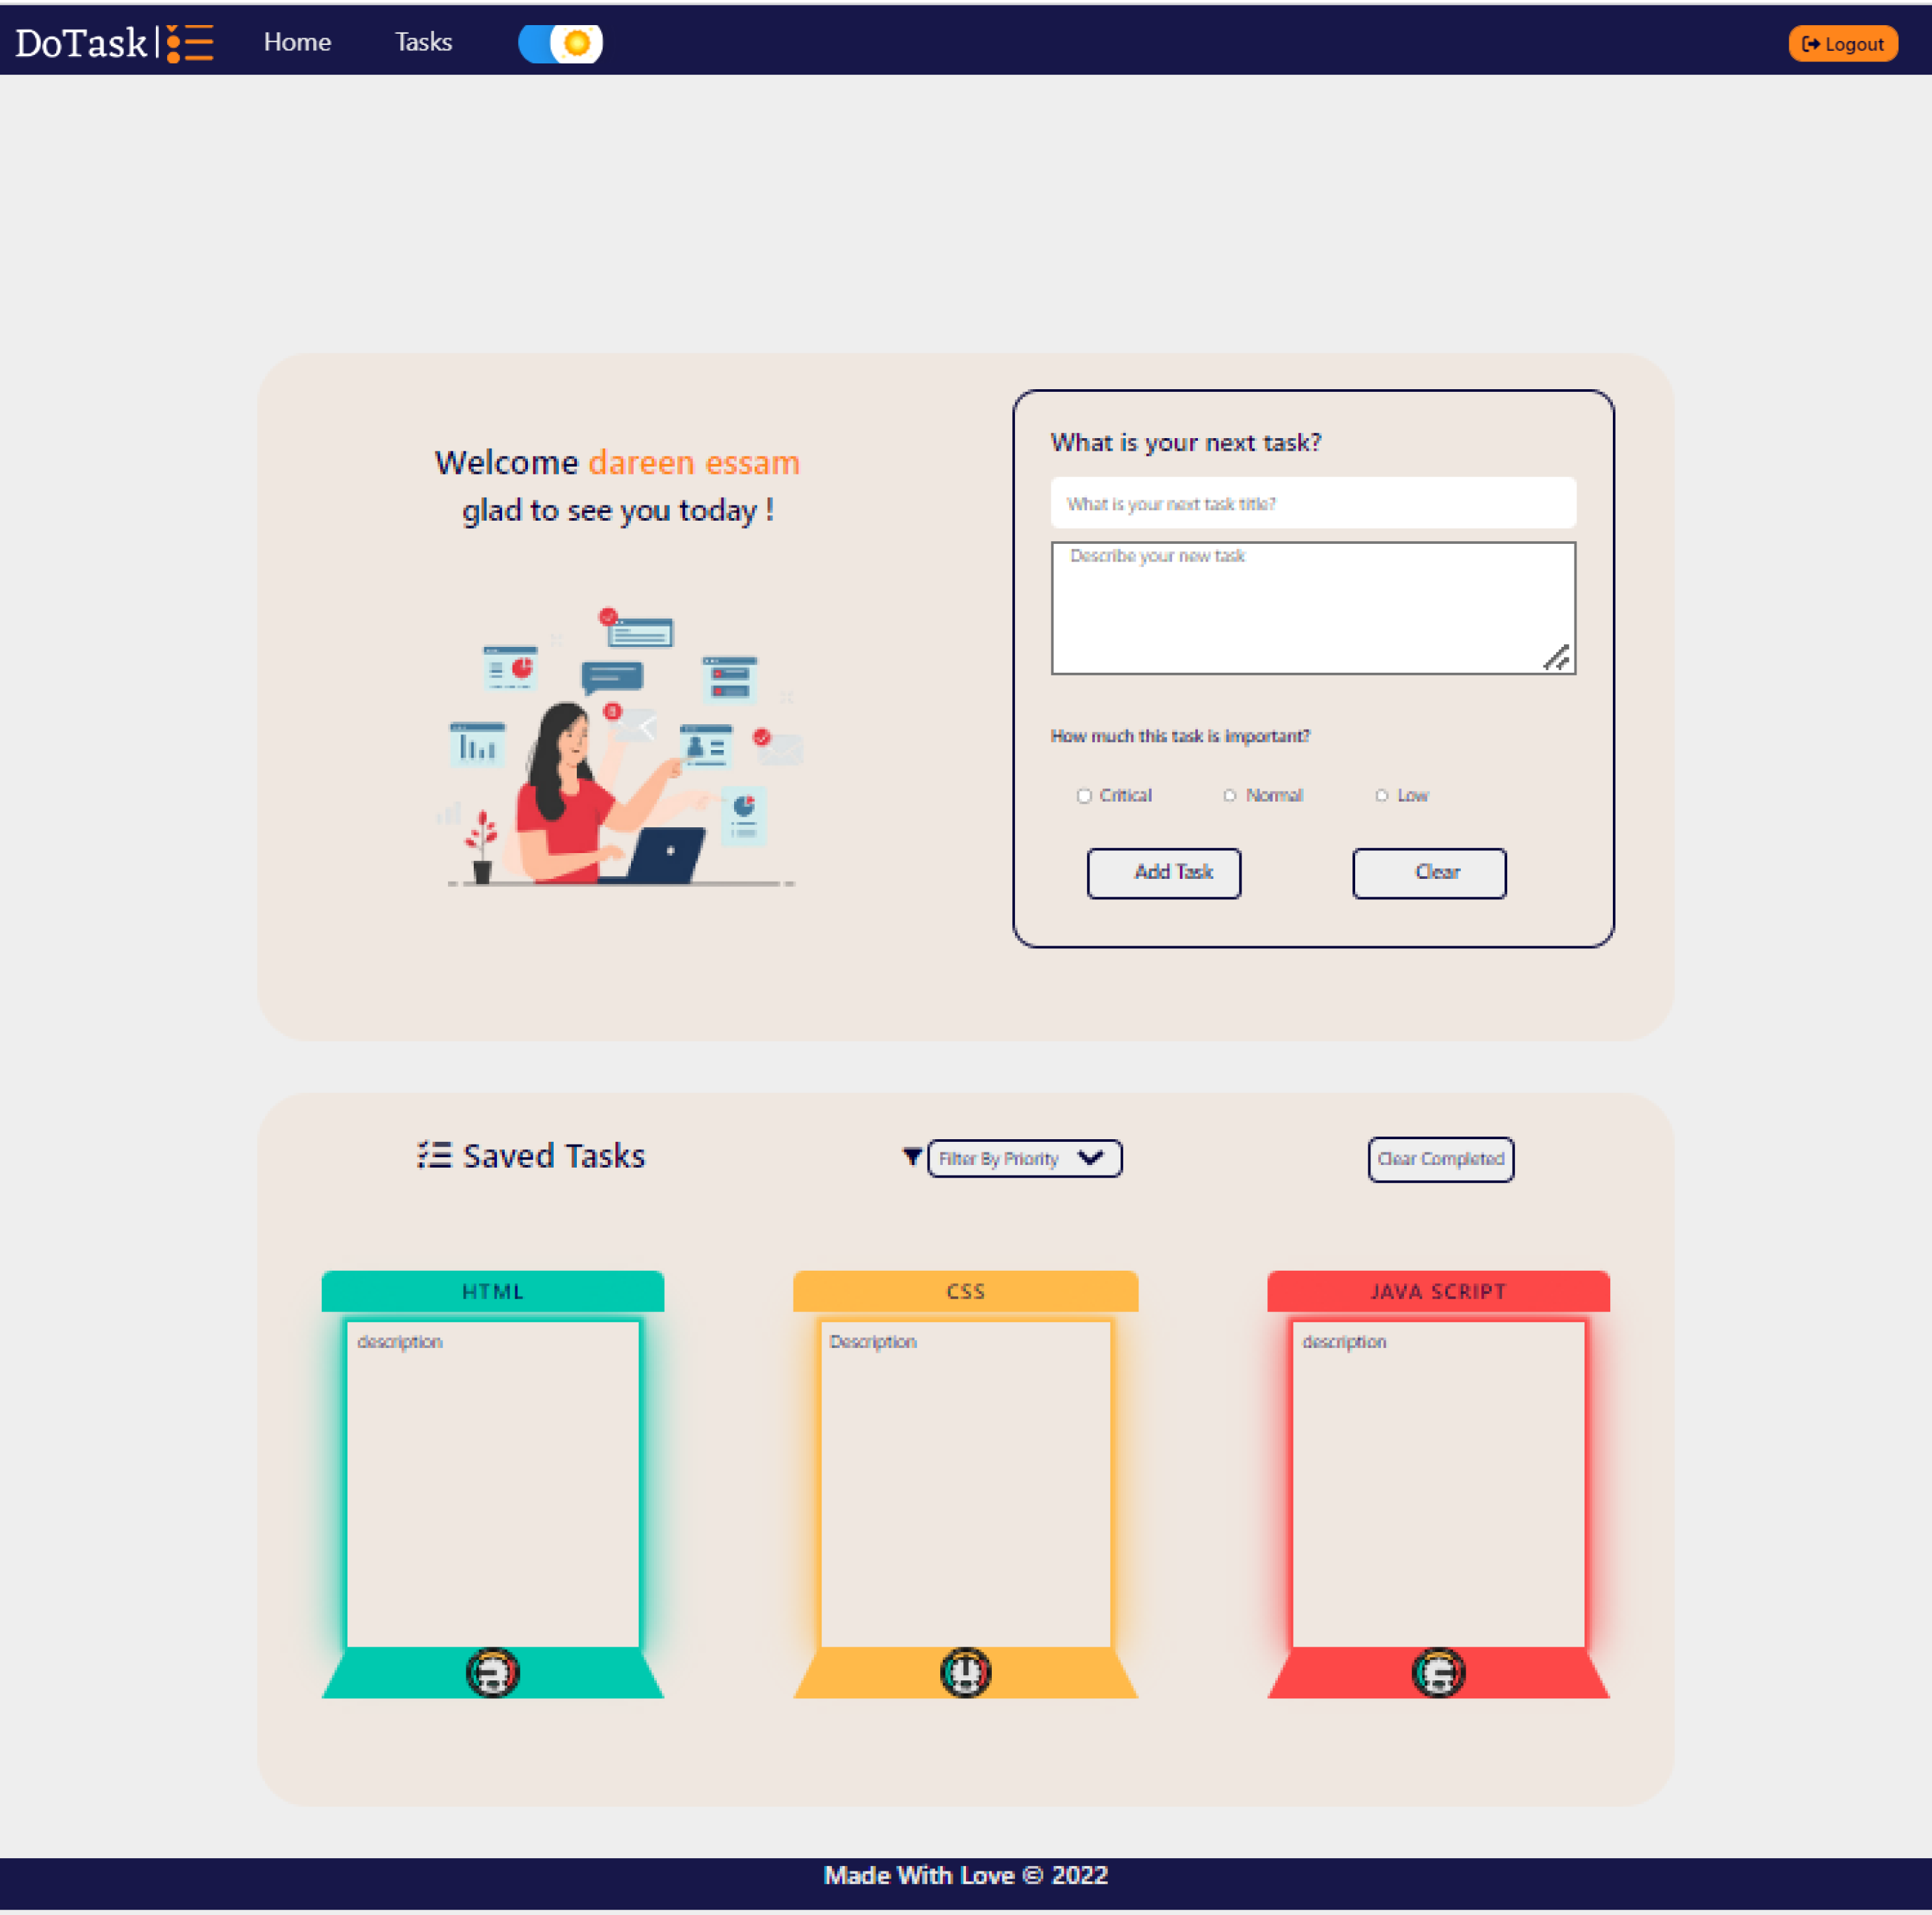 DoTask|
Home
Tasks
Logout
Welcome dareen essam
glad to see you today !
What is your next task?
What is your next task title?
Describe your new task
How much this task is important?
Critical
Normal
Low
Add Task
Clear
Saved Tasks
Filter By Priority
Clear Completed
HTML
CSS
JAVA SCRIPT
description
Description
description
Made With Love © 2022